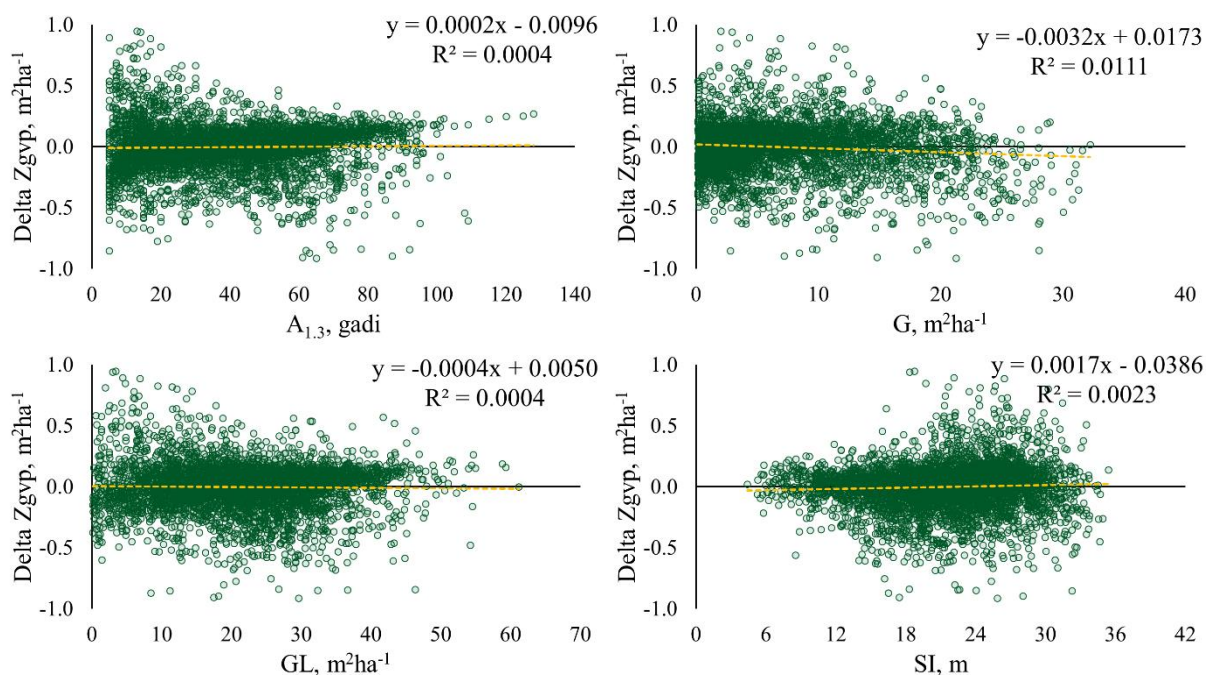 y = 0.0002x - 0.0096
R² = 0.0004
1.0
0.5
0.0
-0.5
-1.0
Delta Zgvp, m²ha⁻¹
0 20 40 60 80 100 120 140
A₁.₃, gadi
y = -0.0032x + 0.0173
R² = 0.0111
1.0
0.5
0.0
-0.5
-1.0
Delta Zgvp, m²ha⁻¹
0 10 20 30 40
G, m²ha⁻¹
y = -0.0004x + 0.0050
R² = 0.0004
1.0
0.5
0.0
-0.5
-1.0
Delta Zgvp, m²ha⁻¹
0 10 20 30 40 50 60 70
GL, m²ha⁻¹
y = 0.0017x - 0.0386
R² = 0.0023
1.0
0.5
0.0
-0.5
-1.0
Delta Zgvp, m²ha⁻¹
0 6 12 18 24 30 36 42
SI, m